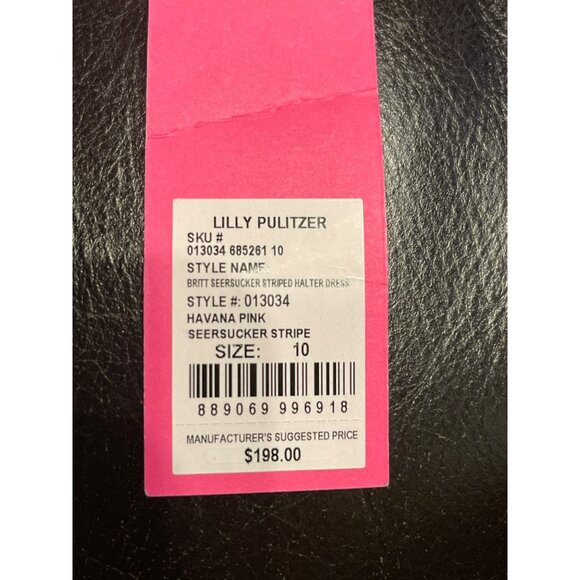 LILLY PULITZER
SKU #
013034 685261 10
STYLE NAME:
BRITT SEERSUCKER STRIPED HALTER DRESS
STYLE #: 013034
HAVANA PINK
SEERSUCKER STRIPE
SIZE: 10
889069 996918
MANUFACTURER'S SUGGESTED PRICE
$198.00